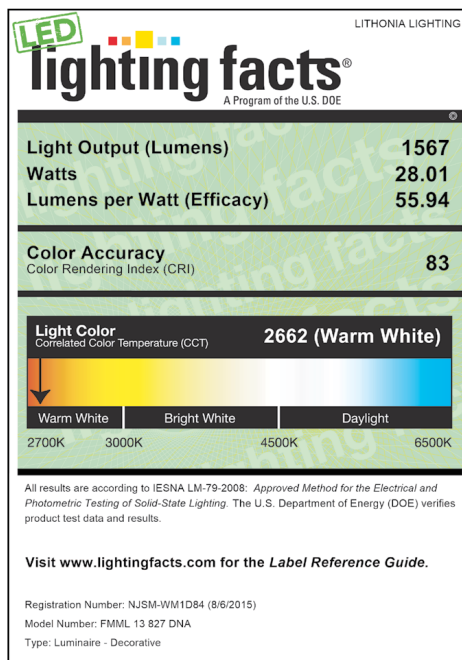 LITHONIA LIGHTING
LED
lighting facts®
A Program of the U.S. DOE
©
Light Output (Lumens) 1567
Watts 28.01
Lumens per Watt (Efficacy) 55.94
Color Accuracy
Color Rendering Index (CRI) 83
Light Color
Correlated Color Temperature (CCT) 2662 (Warm White)
Warm White Bright White Daylight
2700K 3000K 4500K 6500K
All results are according to IESNA LM-79-2008: Approved Method for the Electrical and
Photometric Testing of Solid-State Lighting. The U.S. Department of Energy (DOE) verifies
product test data and results.
Visit www.lightingfacts.com for the Label Reference Guide.
Registration Number: NJSM-WM1D84 (8/6/2015)
Model Number: FMML 13 827 DNA
Type: Luminaire - Decorative